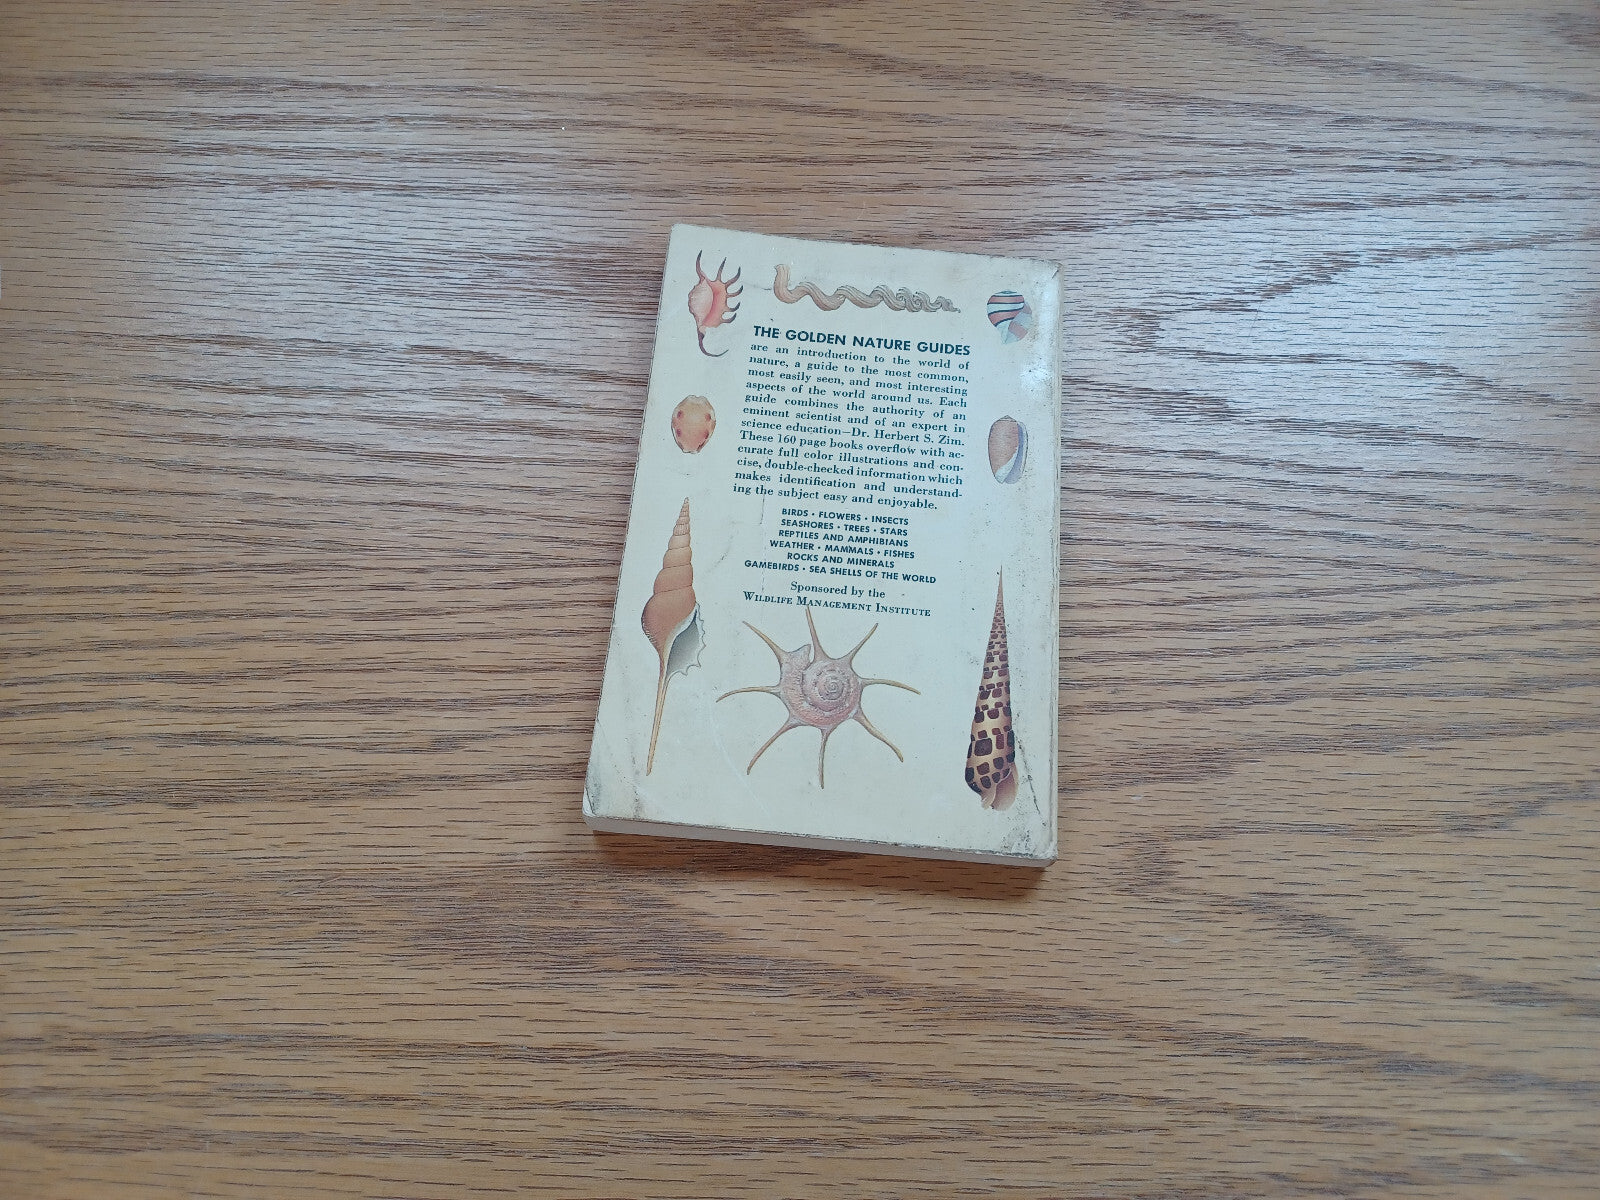 THE GOLDEN NATURE GUIDES
are an introduction to the world of
nature, a guide to the most common,
most easily seen, and most interesting
aspects of the world around us. Each
guide combines the authority of an
eminent scientist and of an expert in
science education—Dr. Herbert S. Zim.
These 160 page books overflow with ac-
curate full color illustrations and con-
cise, double-checked information which
makes identification and understand-
ing the subject easy and enjoyable.
BIRDS • FLOWERS • INSECTS
SEASHORES • TREES • STARS
REPTILES AND AMPHIBIANS
WEATHER • MAMMALS • FISHES
ROCKS AND MINERALS
GAMEBIRDS • SEA SHELLS OF THE WORLD
Sponsored by the
WILDLIFE MANAGEMENT INSTITUTE